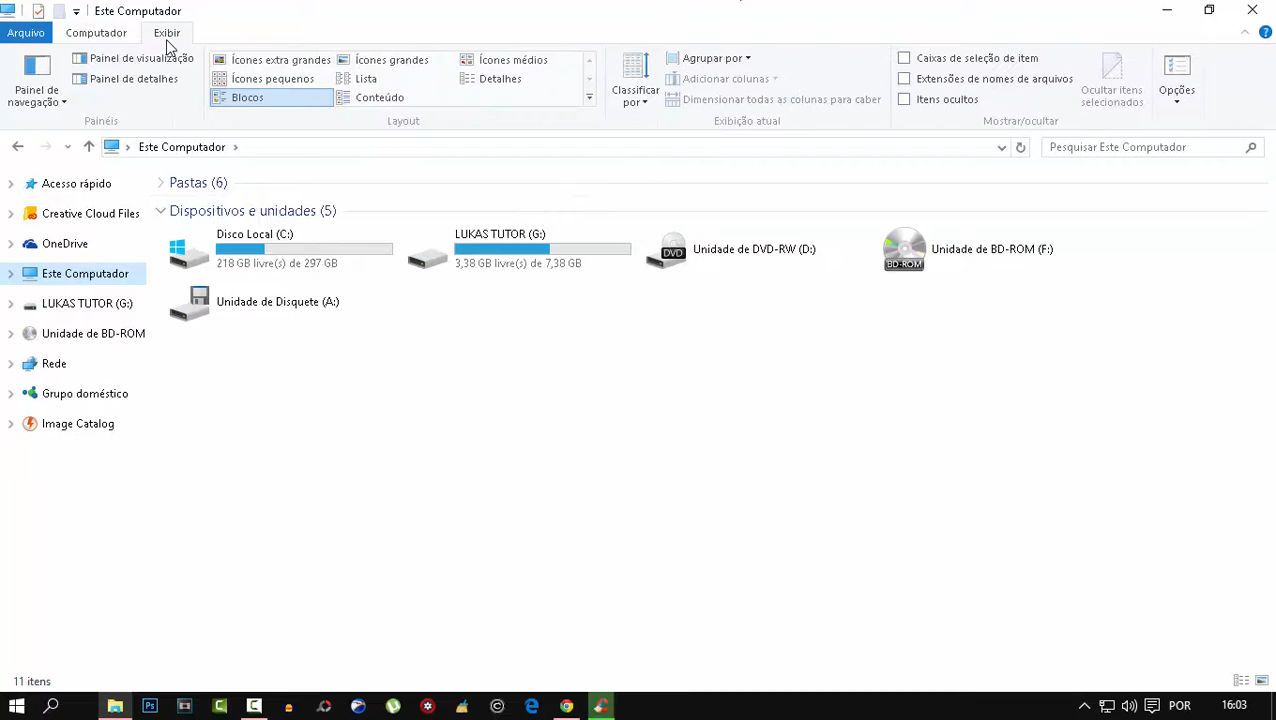 Este Computador
Arquivo Computador Exibir
Painel de navegação
Painel de visualização
Painel de detalhes
Painéis
Ícones extra grandes Ícones grandes Ícones médios
Ícones pequenos Lista Detalhes
Blocos Conteúdo
Layout
Classificar por
Agrupar por
Adicionar colunas
Dimensionar todas as colunas para caber
Exibição atual
Caixas de seleção de item
Extensões de nomes de arquivos
Itens ocultos
Ocultar itens selecionados
Mostrar/ocultar
Opções
Este Computador
Pesquisar Este Computador
Acesso rápido
Creative Cloud Files
OneDrive
Este Computador
LUKAS TUTOR (G:)
Unidade de BD-ROM
Rede
Grupo doméstico
Image Catalog
Pastas (6)
Dispositivos e unidades (5)
Disco Local (C:)
218 GB livre(s) de 297 GB
LUKAS TUTOR (G:)
3,38 GB livre(s) de 7,38 GB
DVD
Unidade de DVD-RW (D:)
BD-ROM
Unidade de BD-ROM (F:)
Unidade de Disquete (A:)
11 itens
Ps
POR
16:03